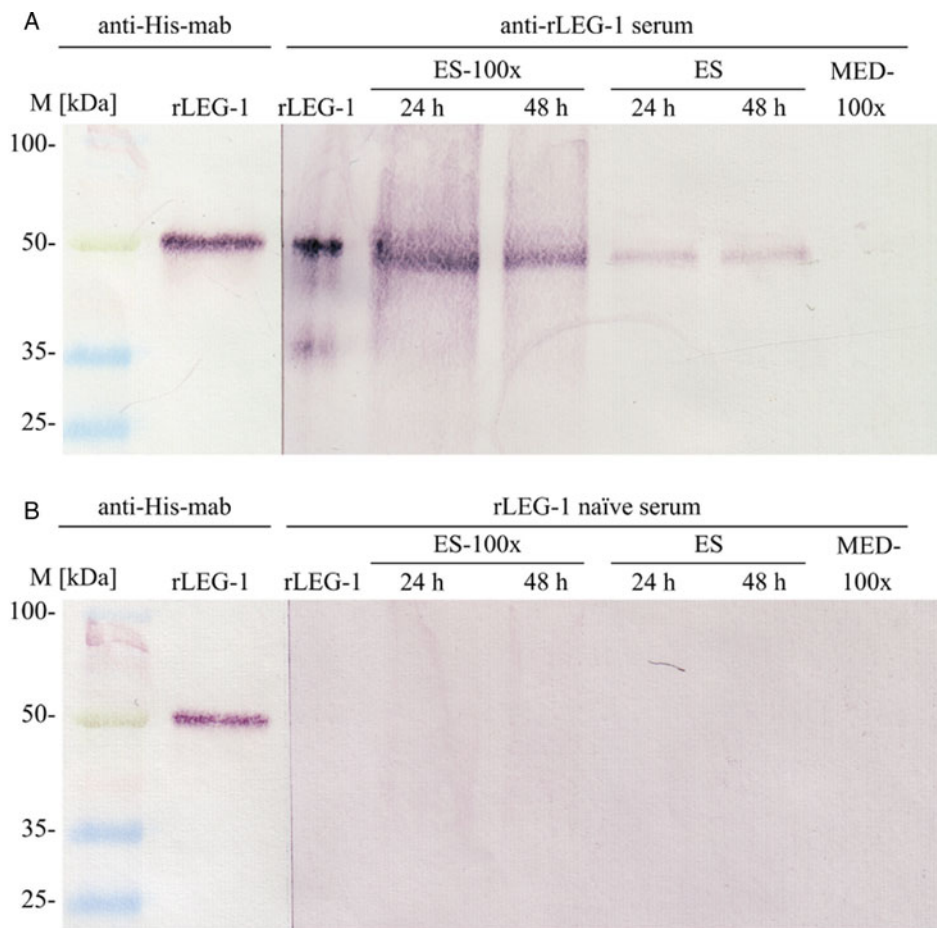 A
anti-His-mab anti-rLEG-1 serum
ES-100x ES MED-
M [kDa] rLEG-1 rLEG-1 24 h 48 h 24 h 48 h 100x
100-
50-
35-
25-
B
anti-His-mab rLEG-1 naïve serum
ES-100x ES MED-
M [kDa] rLEG-1 rLEG-1 24 h 48 h 24 h 48 h 100x
100-
50-
35-
25-